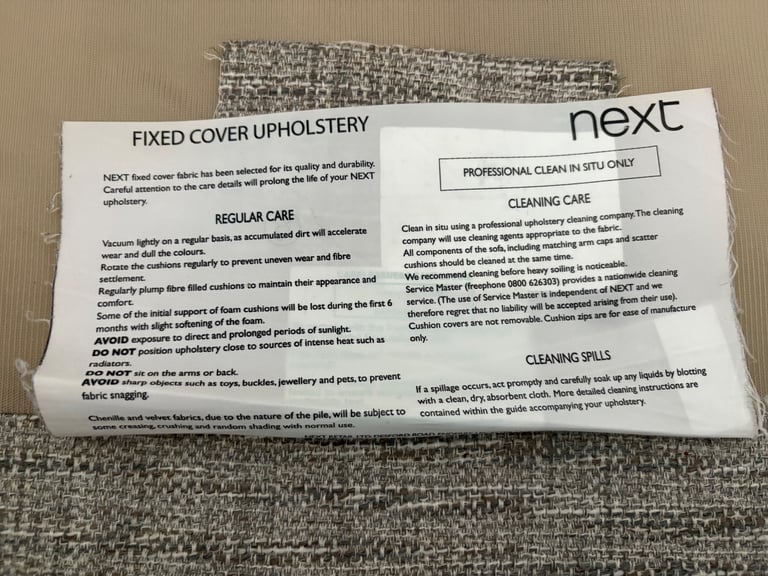 FIXED COVER UPHOLSTERY
NEXT fixed cover fabric has been selected for its quality and durability.
Careful attention to the care details will prolong the life of your NEXT
upholstery.
REGULAR CARE
Vacuum lightly on a regular basis, as accumulated dirt will accelerate
wear and dull the colours.
Rotate the cushions regularly to prevent uneven wear and fibre
settlement.
Regularly plump fibre filled cushions to maintain their appearance and
comfort.
Some of the initial support of foam cushions will be lost during the first 6
months with slight softening of the foam.
AVOID exposure to direct and prolonged periods of sunlight.
DO NOT position upholstery close to sources of intense heat such as
radiators.
DO NOT sit on the arms or back.
AVOID sharp objects such as toys, buckles, jewellery and pets, to prevent
fabric snagging.
Chenille and velvet fabrics, due to the nature of the pile, will be subject to
some creasing, crushing and random shading with normal use.
next
PROFESSIONAL CLEAN IN SITU ONLY
CLEANING CARE
Clean in situ using a professional upholstery cleaning company. The cleaning
company will use cleaning agents appropriate to the fabric.
All components of the sofa, including matching arm caps and scatter
cushions should be cleaned at the same time.
We recommend cleaning before heavy soiling is noticeable.
Service Master (freephone 0800 626303) provides a nationwide cleaning
service. (The use of Service Master is independent of NEXT and we
therefore regret that no liability will be accepted arising from their use).
Cushion covers are not removable. Cushion zips are for ease of manufacture
only.
CLEANING SPILLS
If a spillage occurs, act promptly and carefully soak up any liquids by blotting
with a clean, dry, absorbent cloth. More detailed cleaning instructions are
contained within the guide accompanying your upholstery.